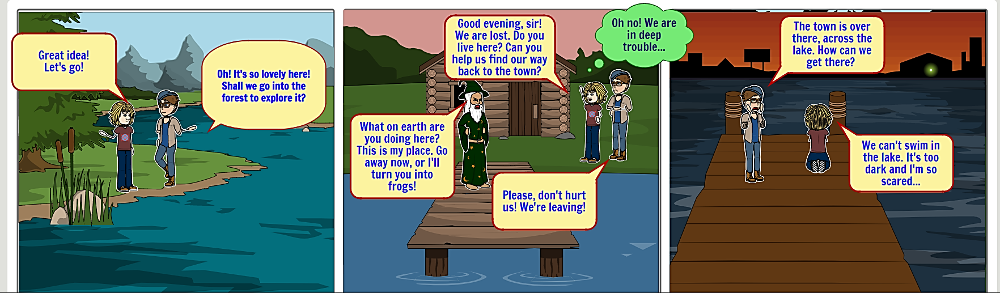 Great idea!
Let's go!
Oh! It's so lovely here!
Shall we go into the
forest to explore it?
Good evening, sir!
We are lost. Do you
live here? Can you
help us find our way
back to the town?
Oh no! We are
in deep
trouble...
What on earth are
you doing here?
This is my place. Go
away now, or I'll
turn you into
frogs!
Please, don't hurt
us! We're leaving!
The town is over
there, across the
lake. How can we
get there?
We can't swim in
the lake. It's too
dark and I'm so
scared...